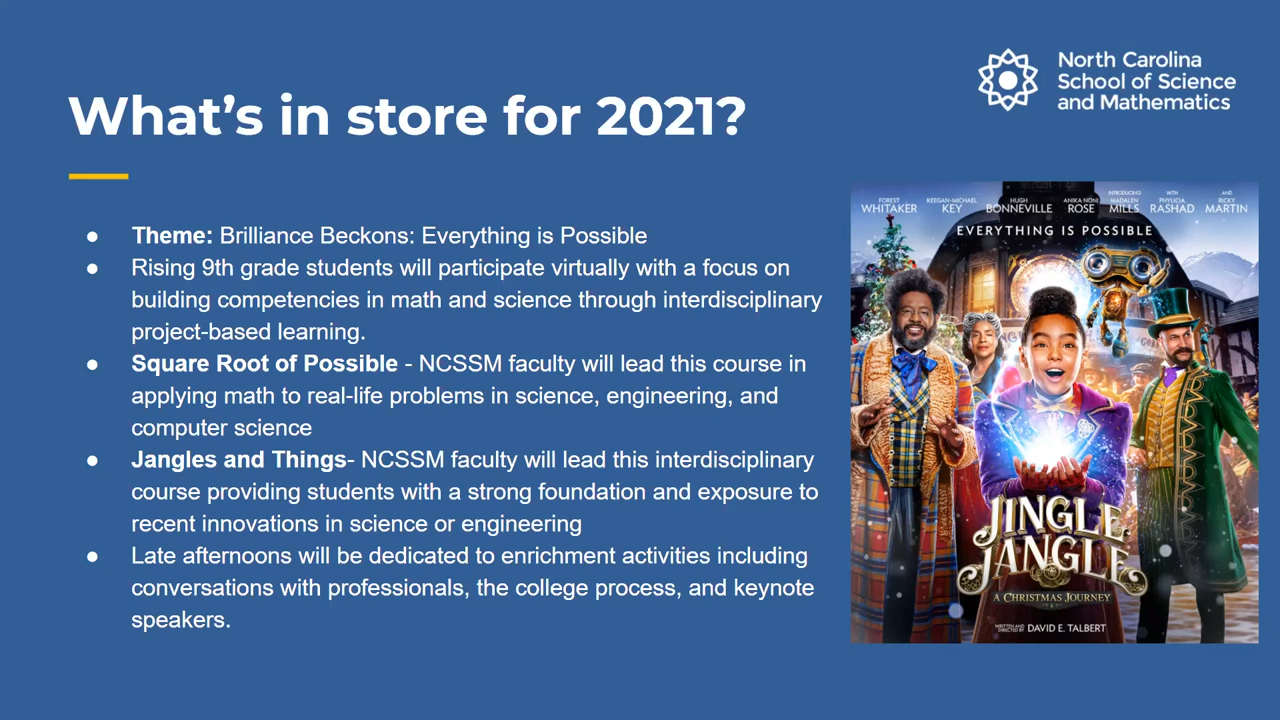 North Carolina
School of Science
and Mathematics
What's in store for 2021?
● Theme: Brilliance Beckons: Everything is Possible
● Rising 9th grade students will participate virtually with a focus on
building competencies in math and science through interdisciplinary
project-based learning.
● Square Root of Possible - NCSSM faculty will lead this course in
applying math to real-life problems in science, engineering, and
computer science
● Jangles and Things- NCSSM faculty will lead this interdisciplinary
course providing students with a strong foundation and exposure to
recent innovations in science or engineering
● Late afternoons will be dedicated to enrichment activities including
conversations with professionals, the college process, and keynote
speakers.
FOREST WHITAKER
KEEGAN-MICHAEL KEY
HUGH BONNEVILLE
ANIKA NONI ROSE
INTRODUCING MADALEN MILLS
WITH PHYLICIA RASHAD
AND RICKY MARTIN
EVERYTHING IS POSSIBLE
JINGLE
JANGLE
A CHRISTMAS JOURNEY
WRITTEN AND DIRECTED BY DAVID E. TALBERT